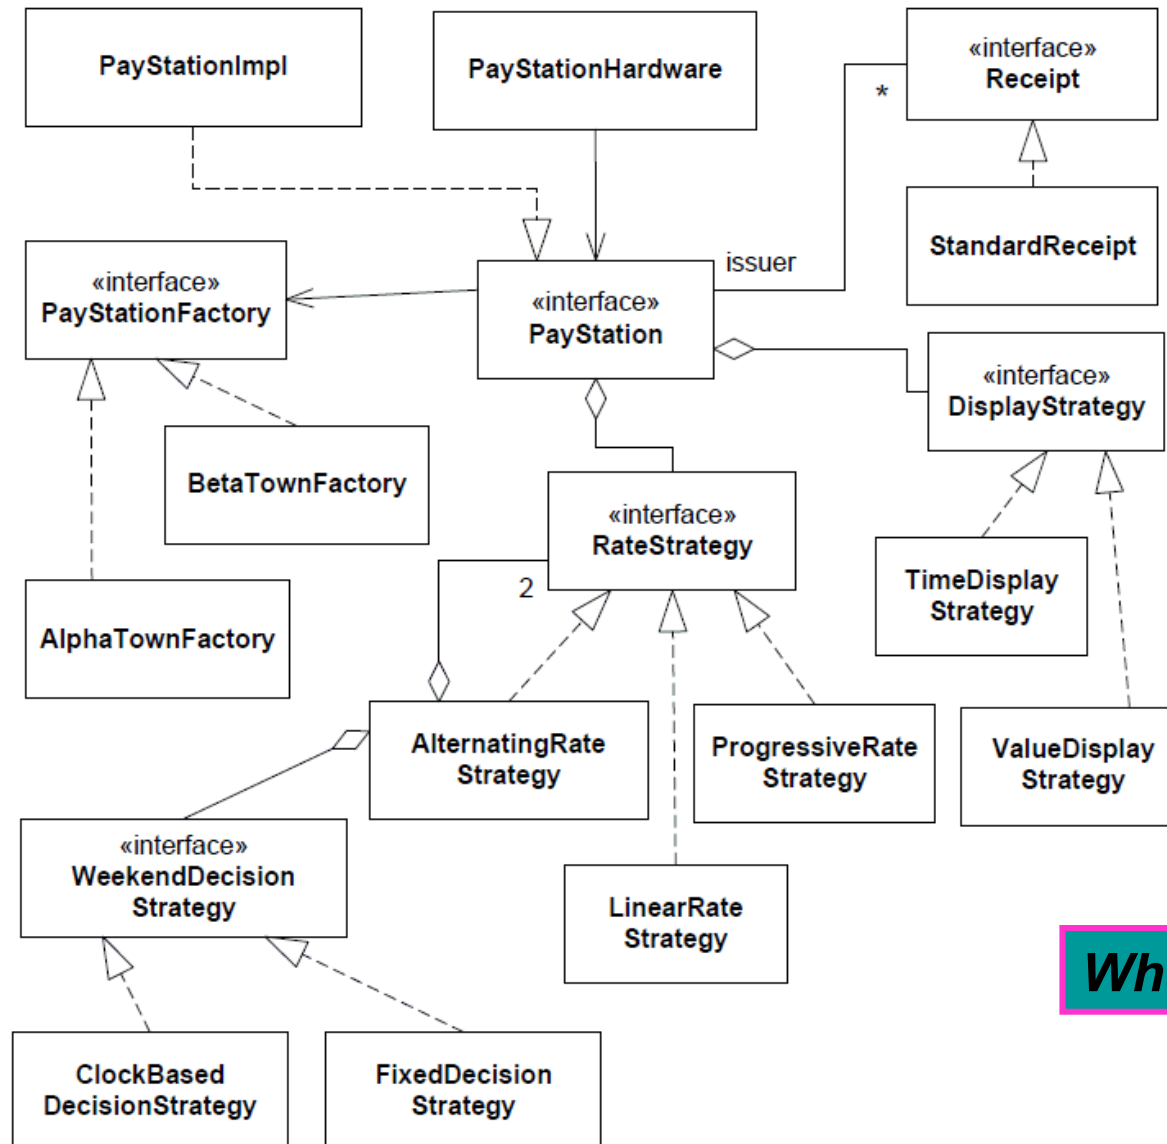 PayStationImpl
PayStationHardware
«interface»
Receipt
*
StandardReceipt
issuer
«interface»
PayStationFactory
«interface»
PayStation
«interface»
DisplayStrategy
BetaTownFactory
«interface»
RateStrategy
2
TimeDisplay
Strategy
AlphaTownFactory
AlternatingRate
Strategy
ProgressiveRate
Strategy
ValueDisplay
Strategy
«interface»
WeekendDecision
Strategy
LinearRate
Strategy
ClockBased
DecisionStrategy
FixedDecision
Strategy